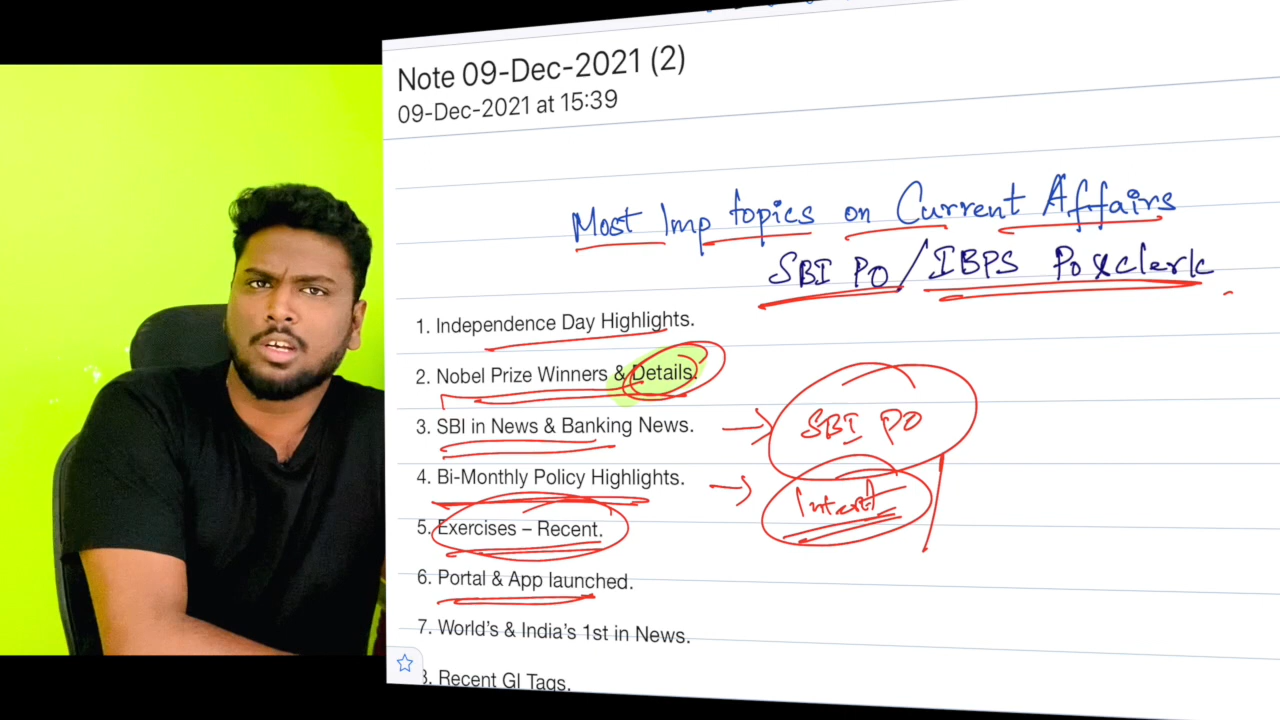 Note 09-Dec-2021 (2)
09-Dec-2021 at 15:39
Most Imp topics on Current Affairs
SBI PO / IBPS Po & clerk
1. Independence Day Highlights.
2. Nobel Prize Winners & Details.
3. SBI in News & Banking News. → SBI PO
4. Bi-Monthly Policy Highlights. → Interst
5. Exercises – Recent.
6. Portal & App launched.
7. World's & India's 1st in News.
8. Recent GI Tags.